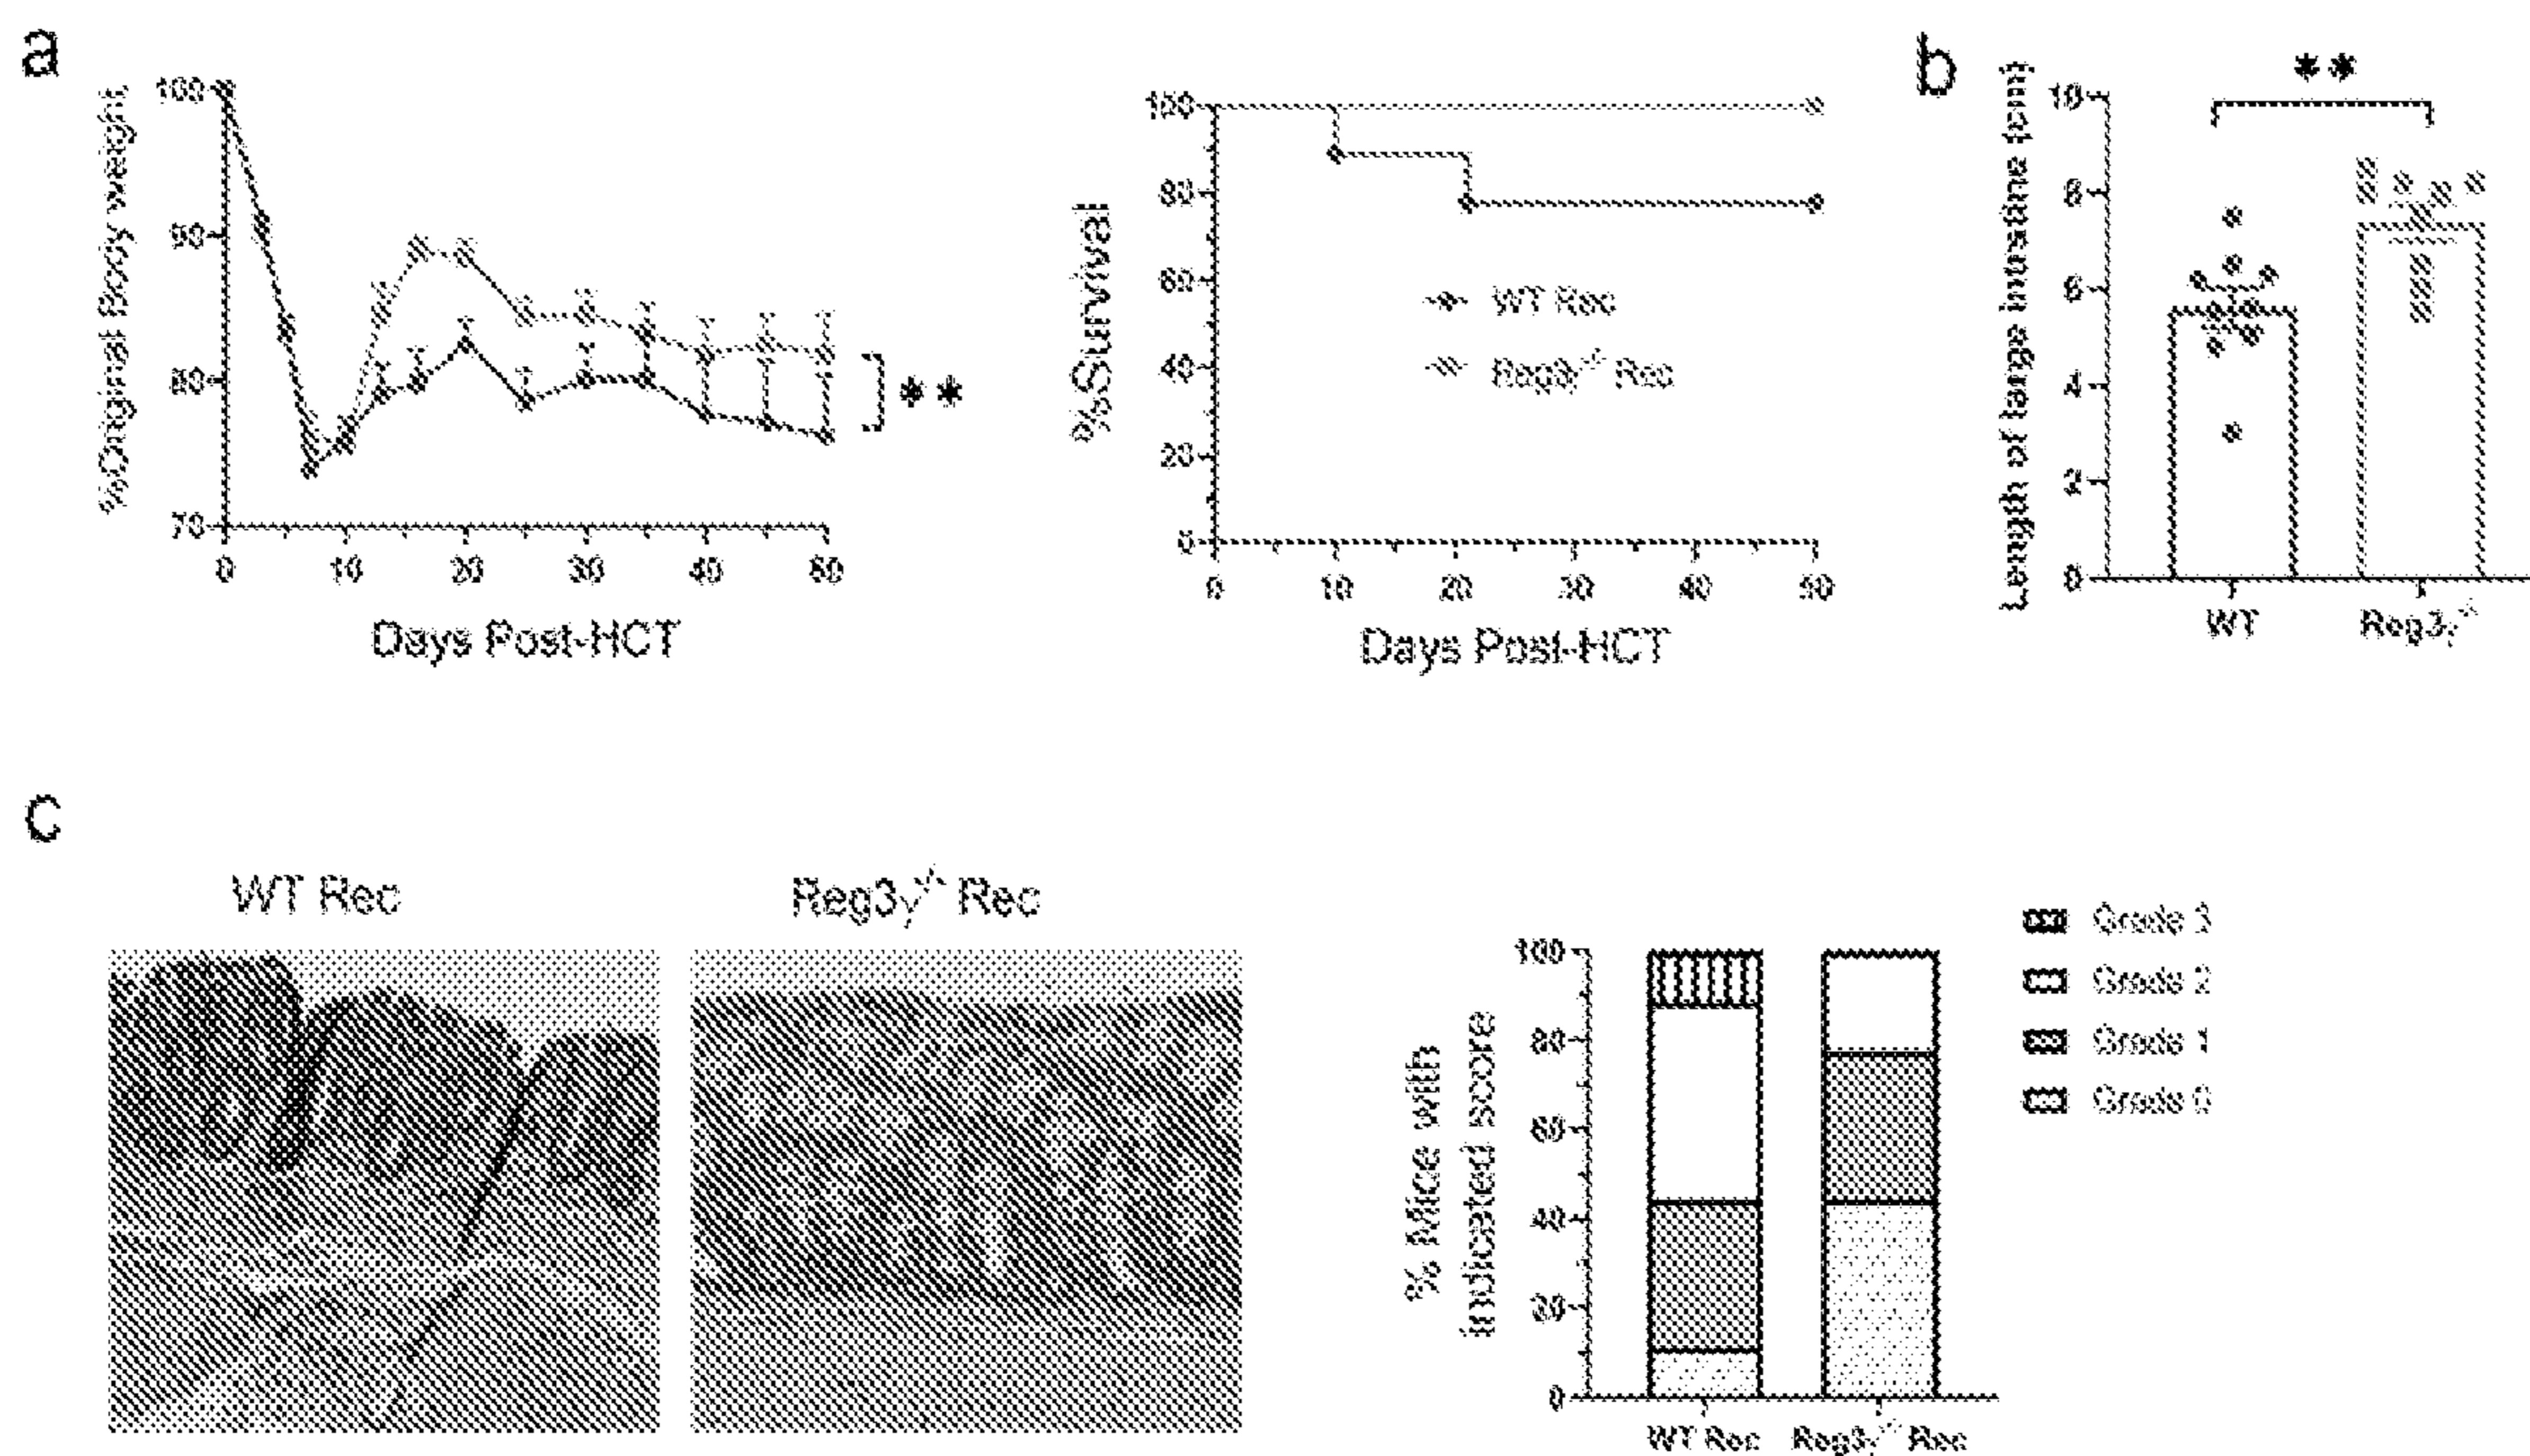 a
%Original Body weight
100
90
80
70
0 10 20 30 40 50
Days Post-HCT
**
%Survival
100
80
60
40
20
0
0 10 20 30 40 50
Days Post-HCT
WT Rec
Reg3γ-/- Rec
b
Length of large intestine (cm)
10
8
6
4
2
0
**
WT Reg3γ-/-
c
WT Rec Reg3γ-/- Rec
% Mice with
indicated score
100
80
60
40
20
0
WT Rec Reg3γ-/- Rec
Grade 3
Grade 2
Grade 1
Grade 0